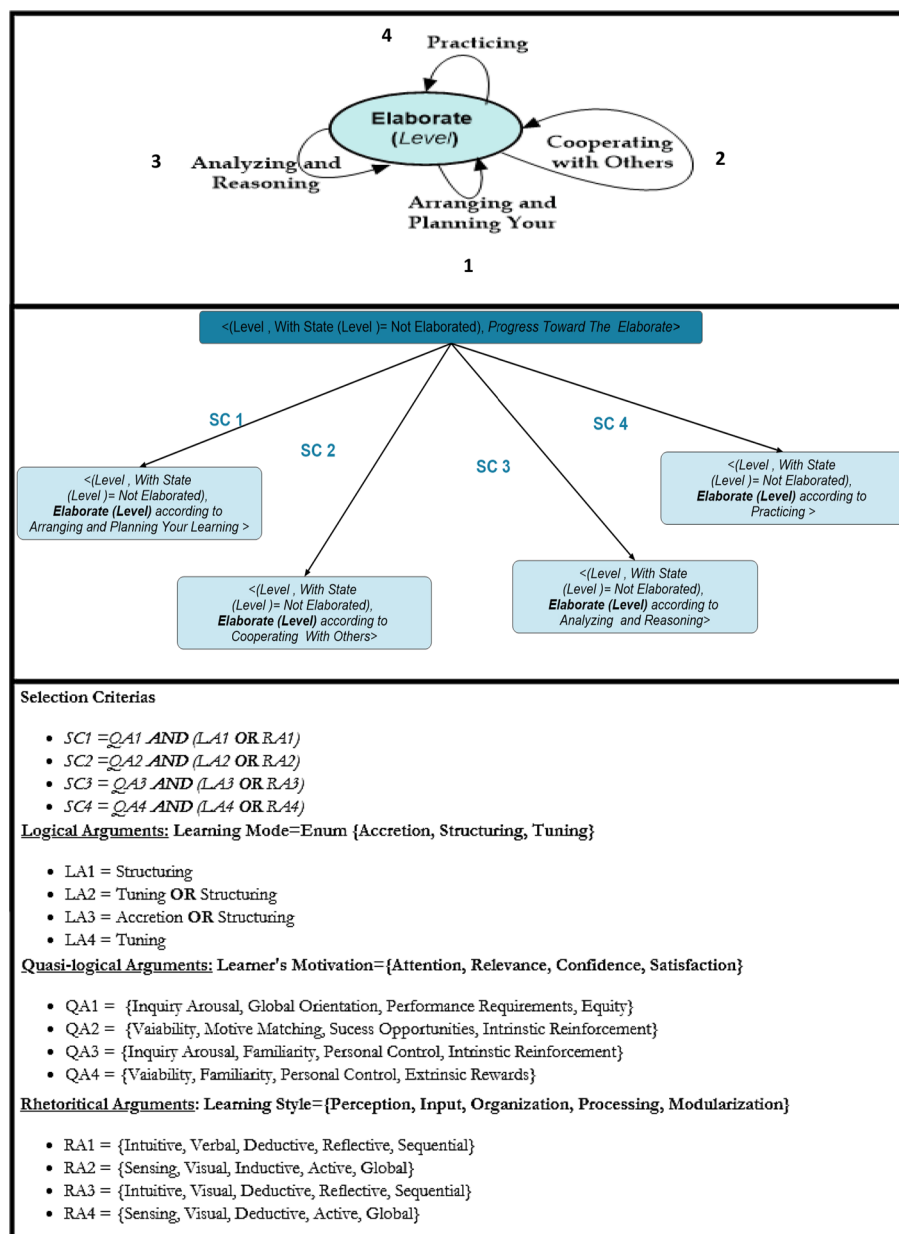 4
Practicing
Elaborate
(Level)
Cooperating
with Others
2
3
Analyzing and
Reasoning
Arranging and
Planning Your
1
<(Level , With State (Level )= Not Elaborated), Progress Toward The Elaborate>
SC 1
SC 2
SC 3
SC 4
<(Level , With State
(Level )= Not Elaborated),
Elaborate (Level) according to
Arranging and Planning Your Learning >
<(Level , With State
(Level )= Not Elaborated),
Elaborate (Level) according to
Cooperating With Others>
<(Level , With State
(Level )= Not Elaborated),
Elaborate (Level) according to
Analyzing and Reasoning>
<(Level , With State
(Level )= Not Elaborated),
Elaborate (Level) according to
Practicing >
Selection Criterias
• SC1 =QA1 AND (LA1 OR RA1)
• SC2 =QA2 AND (LA2 OR RA2)
• SC3 = QA3 AND (LA3 OR RA3)
• SC4 = QA4 AND (LA4 OR RA4)
Logical Arguments: Learning Mode=Enum {Accretion, Structuring, Tuning}
• LA1 = Structuring
• LA2 = Tuning OR Structuring
• LA3 = Accretion OR Structuring
• LA4 = Tuning
Quasi-logical Arguments: Learner's Motivation={Attention, Relevance, Confidence, Satisfaction}
• QA1 = {Inquiry Arousal, Global Orientation, Performance Requirements, Equity}
• QA2 = {Vaiability, Motive Matching, Sucess Opportunities, Intrinstic Reinforcement}
• QA3 = {Inquiry Arousal, Familiarity, Personal Control, Intrinstic Reinforcement}
• QA4 = {Vaiability, Familiarity, Personal Control, Extrinsic Rewards}
Rhetoritical Arguments: Learning Style={Perception, Input, Organization, Processing, Modularization}
• RA1 = {Intuitive, Verbal, Deductive, Reflective, Sequential}
• RA2 = {Sensing, Visual, Inductive, Active, Global}
• RA3 = {Intuitive, Visual, Deductive, Reflective, Sequential}
• RA4 = {Sensing, Visual, Deductive, Active, Global}